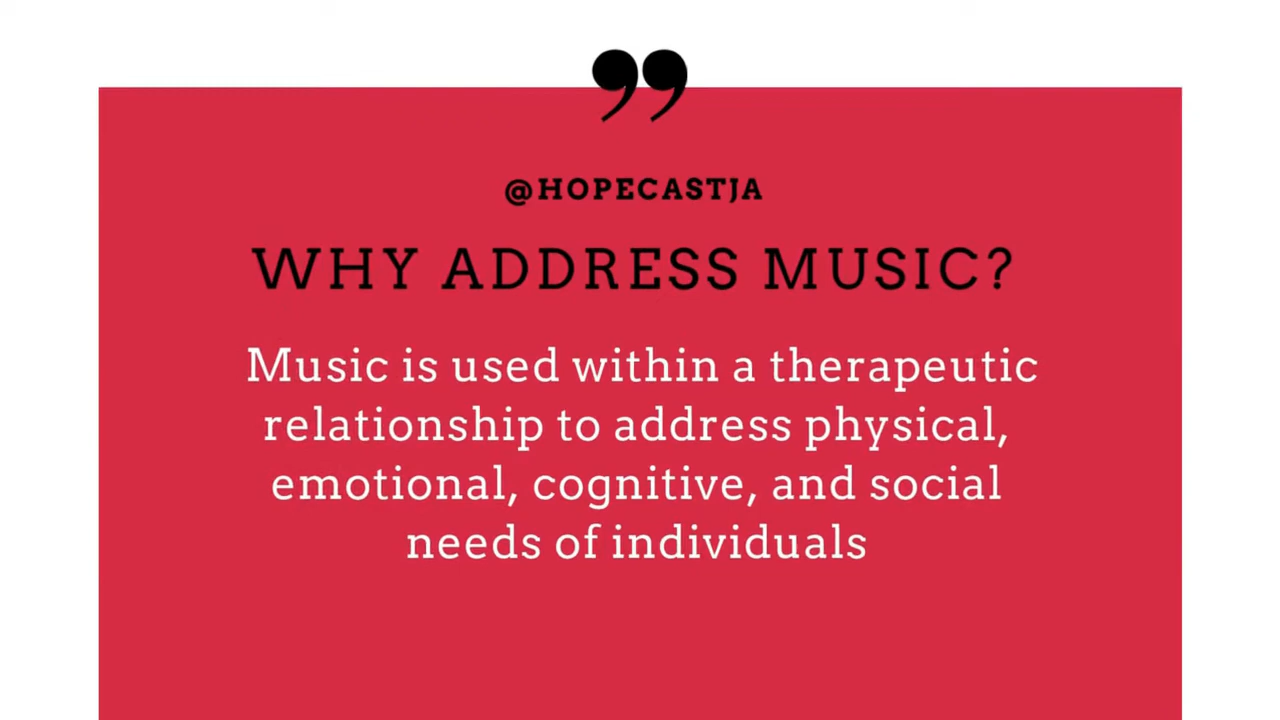 ”
@HOPECASTJA
WHY ADDRESS MUSIC?
Music is used within a therapeutic
relationship to address physical,
emotional, cognitive, and social
needs of individuals